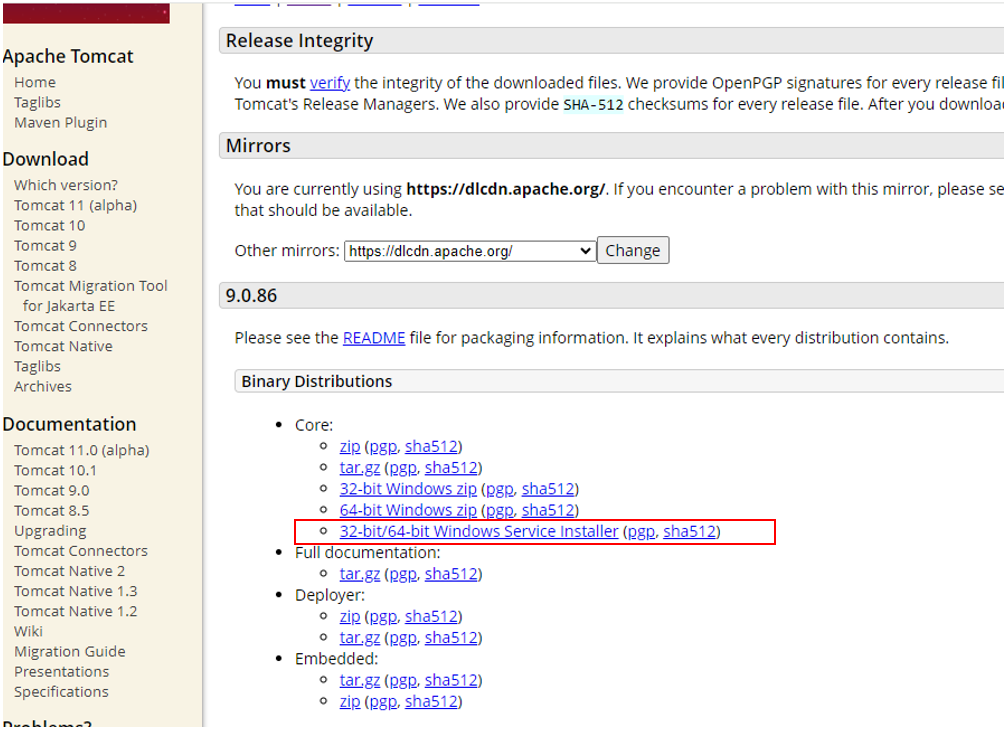 Apache Tomcat
Home
Taglibs
Maven Plugin
Download
Which version?
Tomcat 11 (alpha)
Tomcat 10
Tomcat 9
Tomcat 8
Tomcat Migration Tool
for Jakarta EE
Tomcat Connectors
Tomcat Native
Taglibs
Archives
Documentation
Tomcat 11.0 (alpha)
Tomcat 10.1
Tomcat 9.0
Tomcat 8.5
Upgrading
Tomcat Connectors
Tomcat Native 2
Tomcat Native 1.3
Tomcat Native 1.2
Wiki
Migration Guide
Presentations
Specifications
Problems?
Release Integrity
You must verify the integrity of the downloaded files. We provide OpenPGP signatures for every release fi
Tomcat's Release Managers. We also provide SHA-512 checksums for every release file. After you downloa
Mirrors
You are currently using https://dlcdn.apache.org/. If you encounter a problem with this mirror, please se
that should be available.
Other mirrors: https://dlcdn.apache.org/ Change
9.0.86
Please see the README file for packaging information. It explains what every distribution contains.
Binary Distributions
• Core:
zip (pgp, sha512)
tar.gz (pgp, sha512)
32-bit Windows zip (pgp, sha512)
64-bit Windows zip (pgp, sha512)
32-bit/64-bit Windows Service Installer (pgp, sha512)
• Full documentation:
tar.gz (pgp, sha512)
• Deployer:
zip (pgp, sha512)
tar.gz (pgp, sha512)
• Embedded:
tar.gz (pgp, sha512)
zip (pgp, sha512)